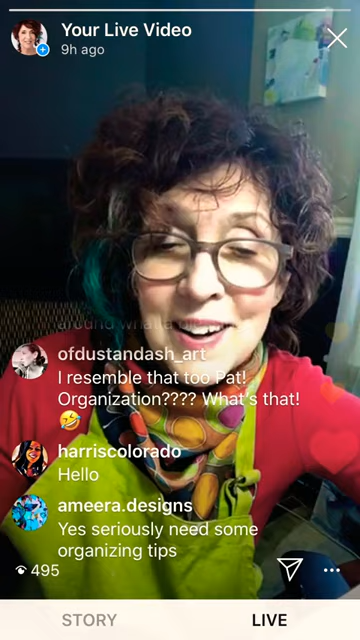 Your Live Video
9h ago
ofdustandash_art
I resemble that too Pat!
Organization???? What's that!
🤣
harriscolorado
Hello
ameera.designs
Yes seriously need some
organizing tips
495
STORY
LIVE